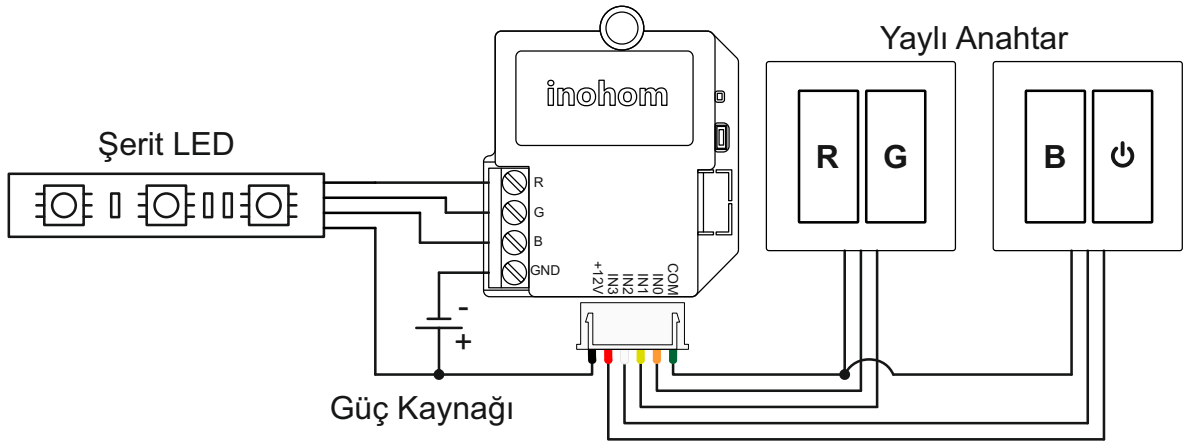 Yaylı Anahtar
inohom
Şerit LED
R
G
B
R
G
B
GND
+12V
IN3
IN2
IN1
IN0
COM
-
+
Güç Kaynağı